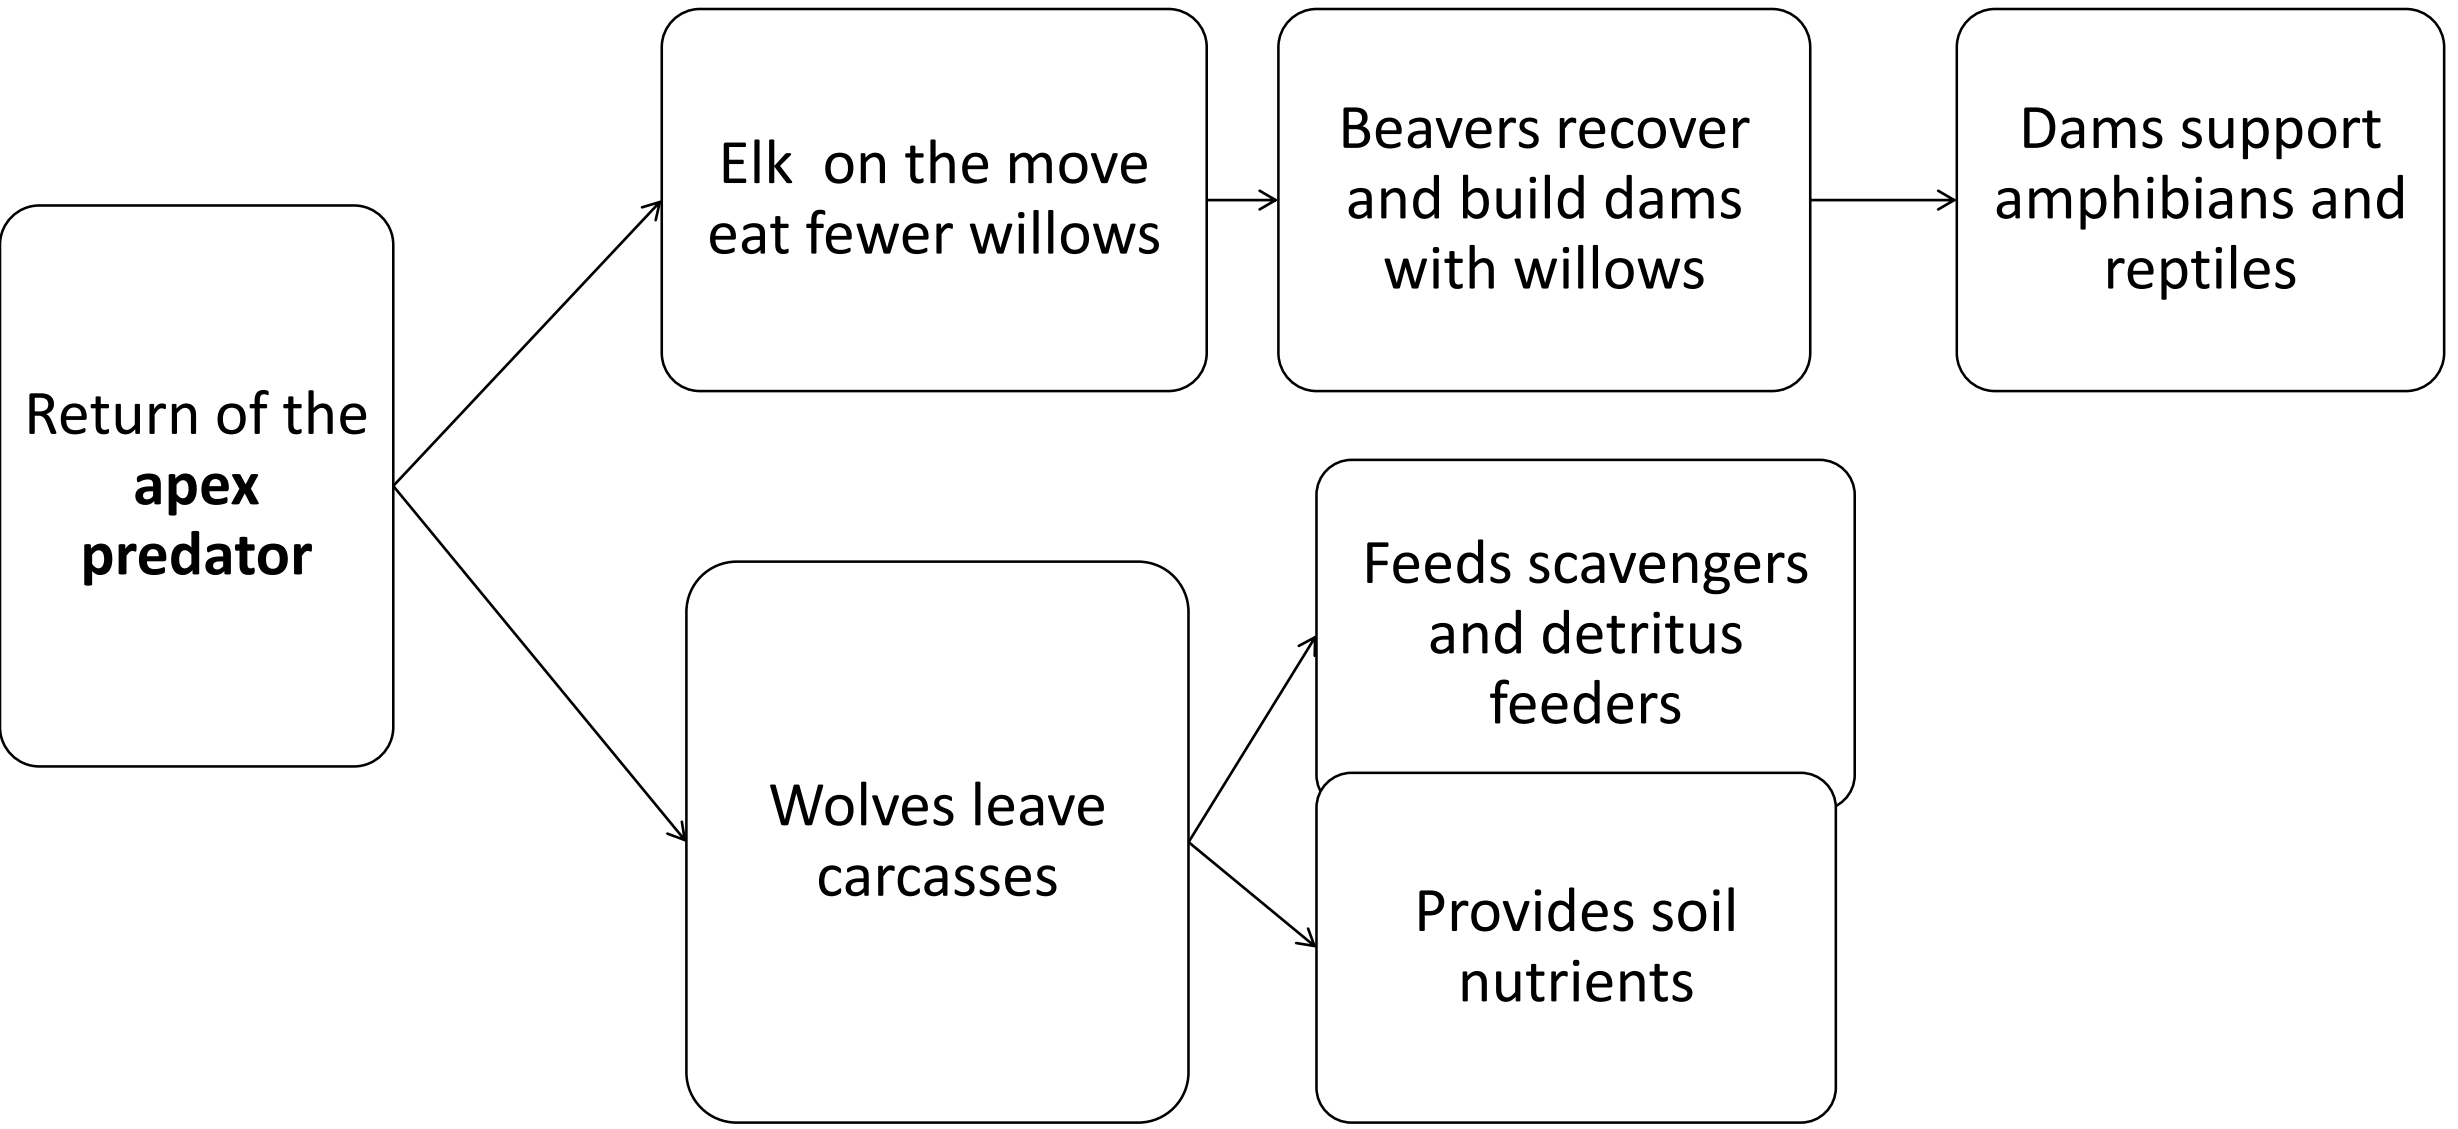 Return of the
apex
predator
Elk  on the move
eat fewer willows
Beavers recover
and build dams
with willows
Dams support
amphibians and
reptiles
Wolves leave
carcasses
Feeds scavengers
and detritus
feeders
Provides soil
nutrients